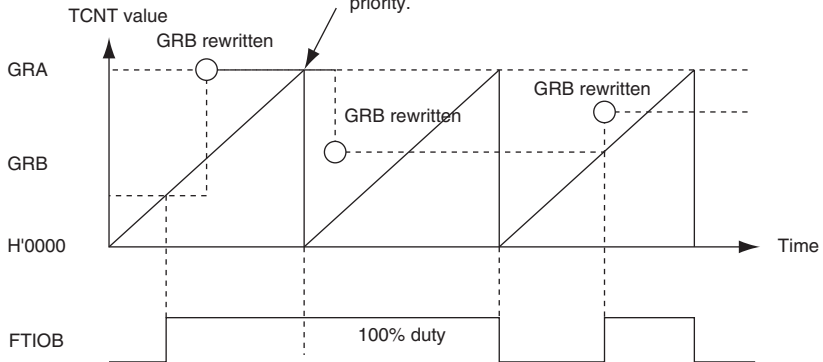 priority.
TCNT value
GRB rewritten
GRA
GRB rewritten
GRB rewritten
GRB
H'0000
Time
FTIOB
100% duty